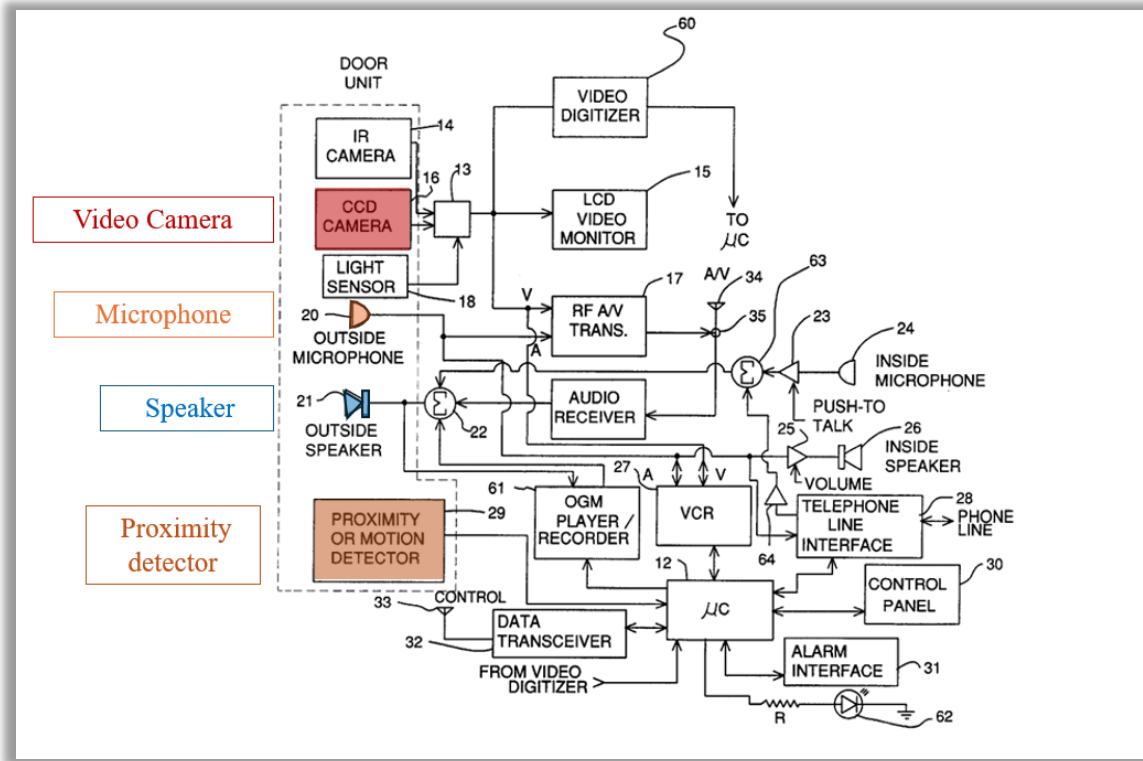 60
DOOR
UNIT
VIDEO
DIGITIZER
14
IR
CAMERA
13
15
16
Video Camera
CCD
CAMERA
LCD
VIDEO
MONITOR
TO
μC
LIGHT
SENSOR
18
A/V
34
63
17
V
Microphone
20
RF A/V
TRANS.
35
23
24
OUTSIDE
MICROPHONE
A
Σ
INSIDE
MICROPHONE
Speaker
21
Σ
AUDIO
RECEIVER
PUSH-TO
TALK
OUTSIDE
SPEAKER
22
25
26
INSIDE
SPEAKER
27
A
V
VOLUME
61
OGM
PLAYER /
RECORDER
VCR
TELEPHONE
LINE
INTERFACE
28
PHONE
LINE
Proximity
detector
PROXIMITY
OR MOTION
DETECTOR
29
64
12
30
33
CONTROL
μC
CONTROL
PANEL
DATA
TRANSCEIVER
32
ALARM
INTERFACE
31
FROM VIDEO
DIGITIZER
R
62